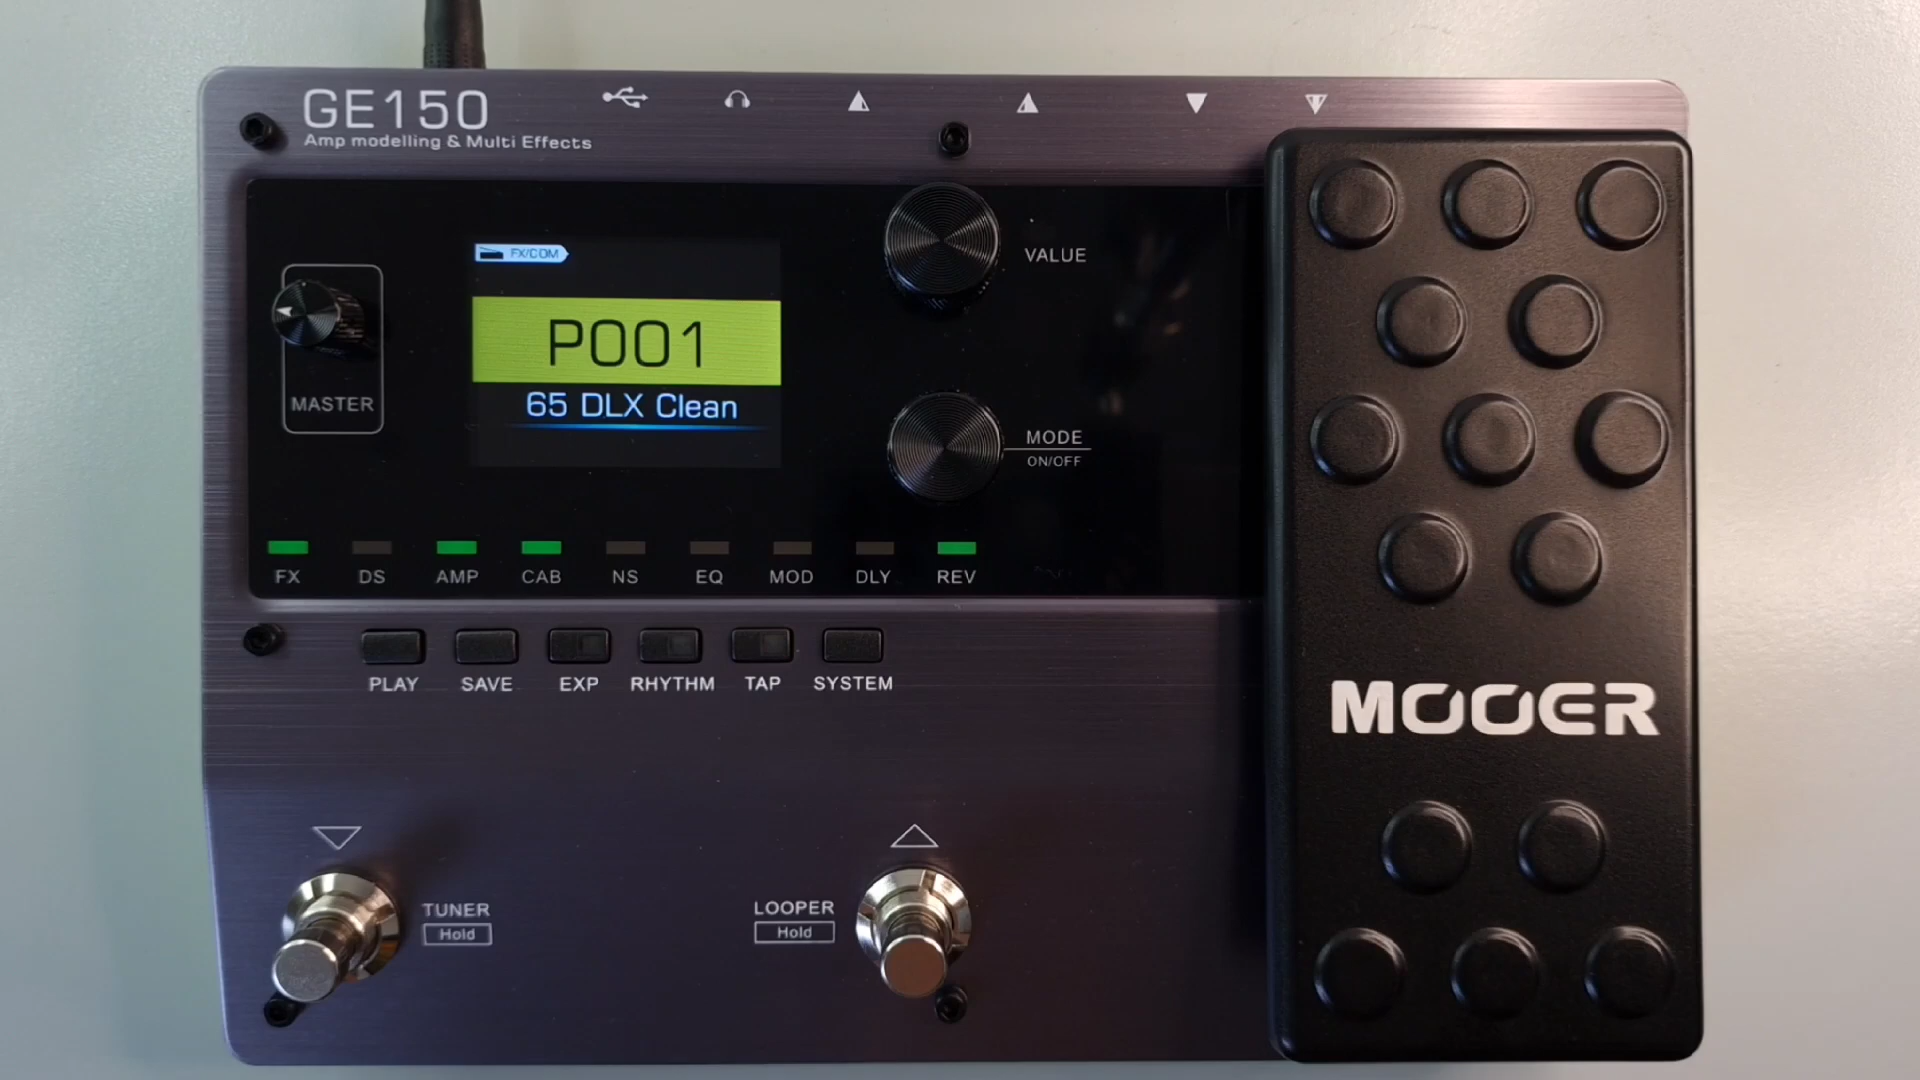 GE150
Amp modelling & Multi Effects
FX/COM
P001
65 DLX Clean
MASTER
VALUE
MODE
ON/OFF
FX DS AMP CAB NS EQ MOD DLY REV
PLAY SAVE EXP RHYTHM TAP SYSTEM
MOOER
TUNER
Hold
LOOPER
Hold